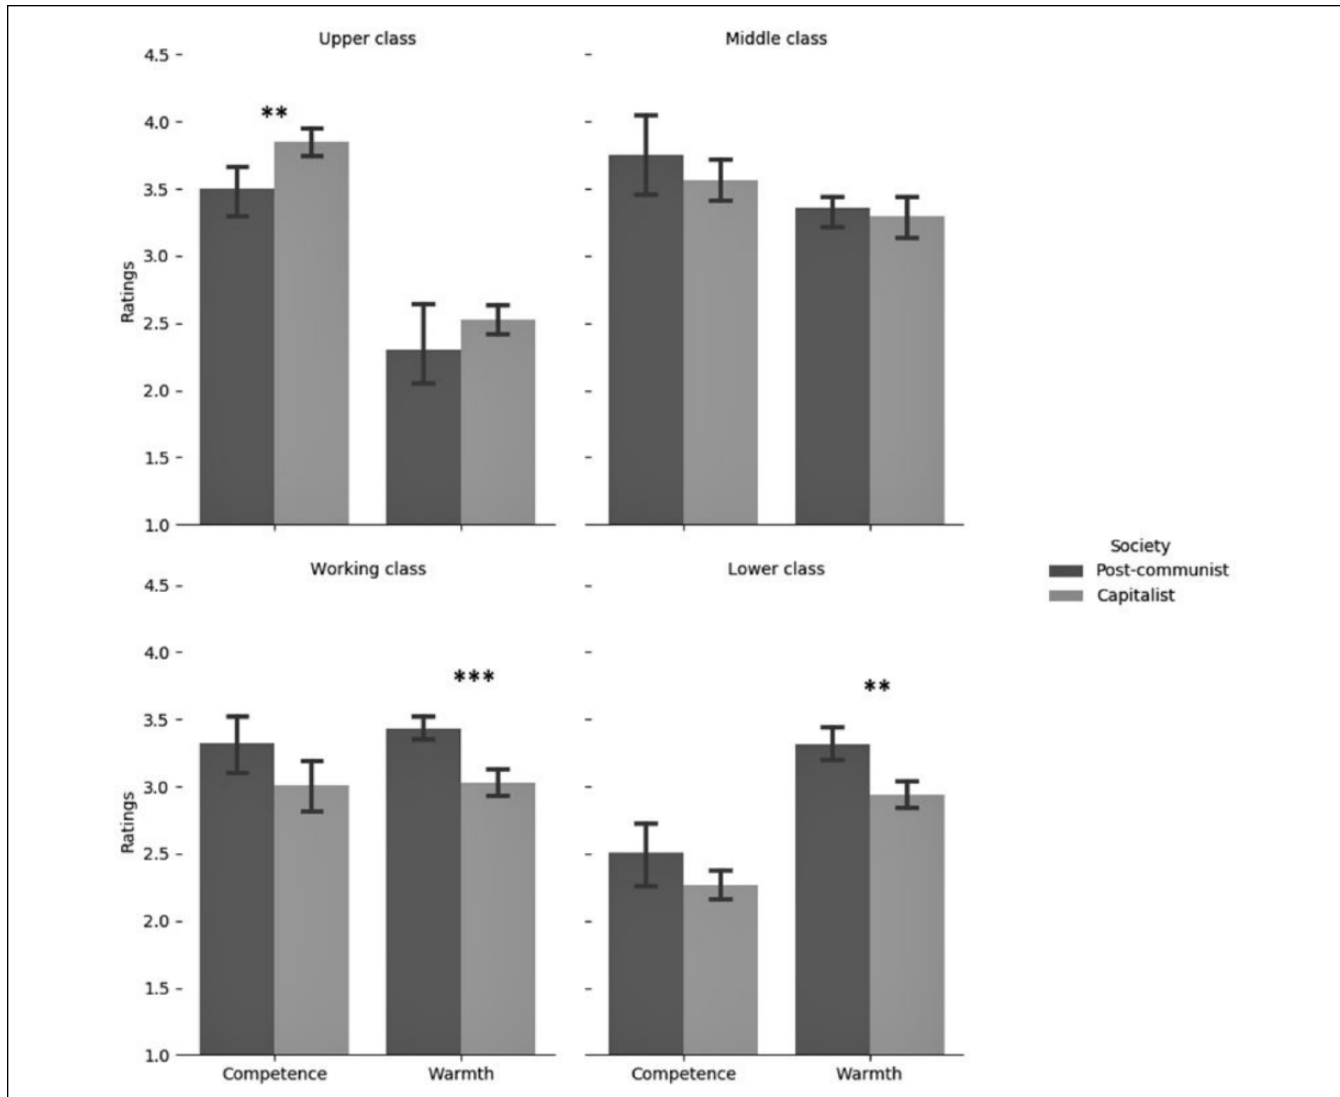 Upper class
Middle class
4.5
4.0
**
3.5
3.0
2.5
2.0
1.5
1.0
Ratings
Society
Post-communist
Capitalist
Working class
Lower class
4.5
4.0
***
**
3.5
3.0
2.5
2.0
1.5
1.0
Ratings
Competence
Warmth
Competence
Warmth